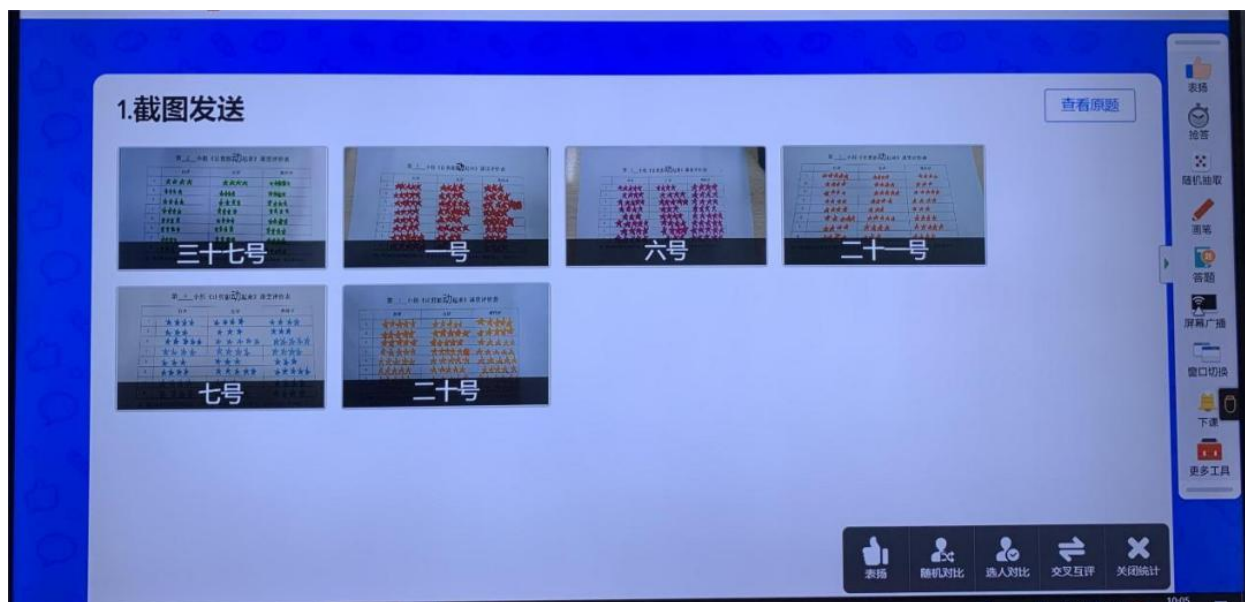 1.截图发送
查看原题
三十七号
一号
六号
二十一号
七号
二十号
表扬
抢答
随机抽取
画笔
答题
屏幕广播
窗口切换
下课
更多工具
表扬
随机对比
选人对比
交叉互评
关闭统计
10:05